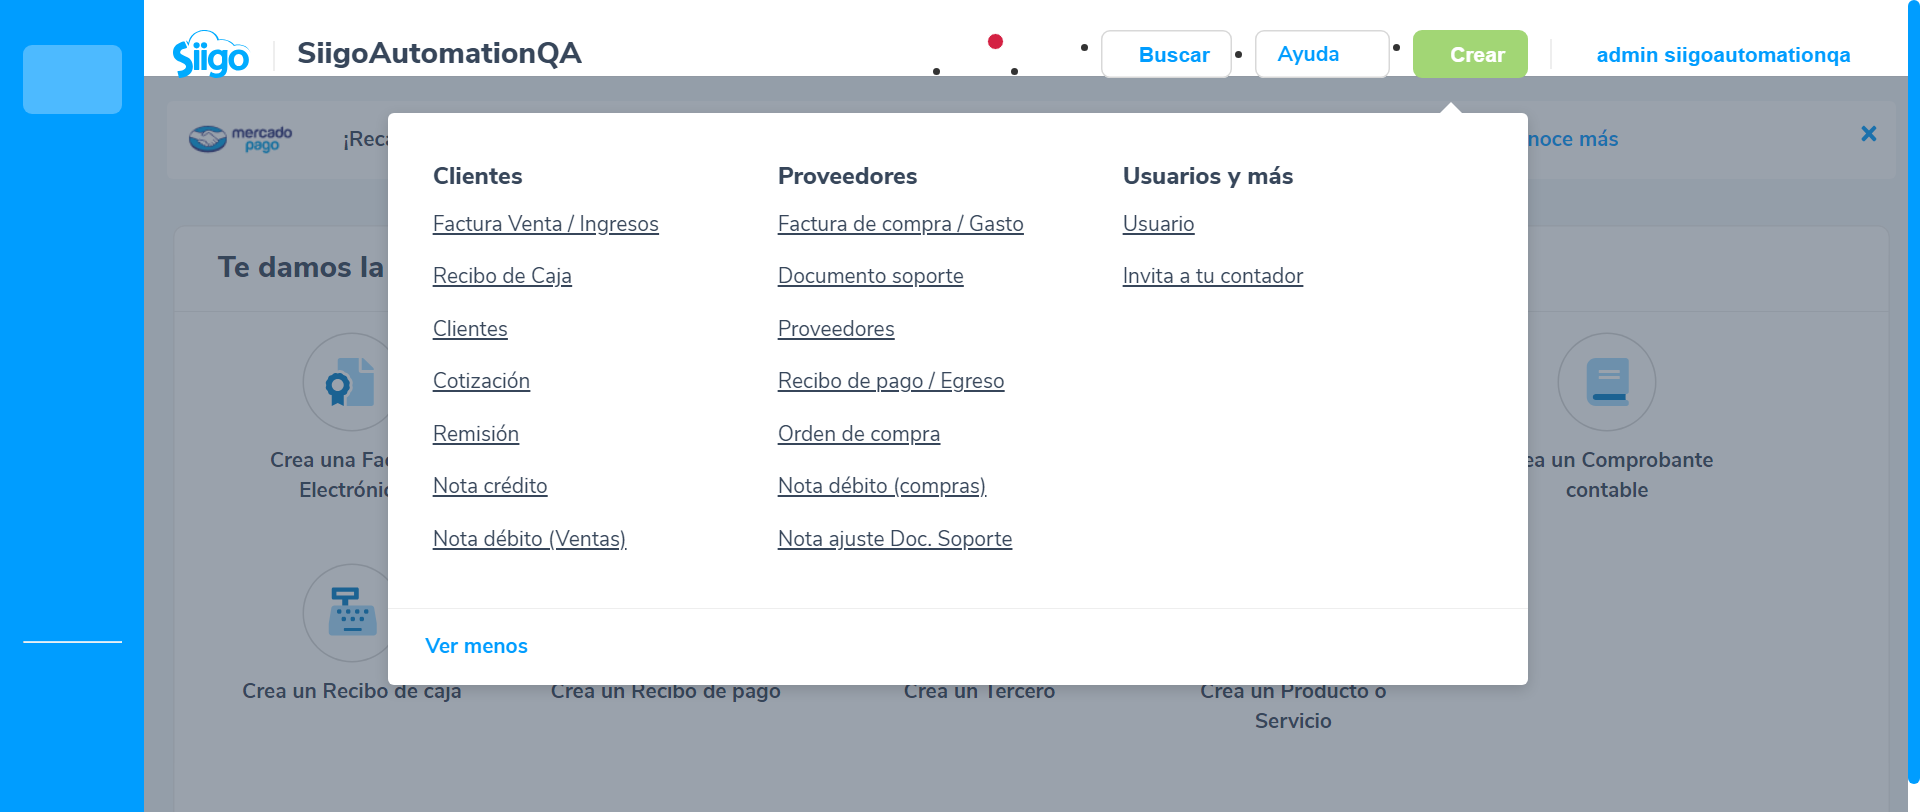 Siigo
SiigoAutomationQA
Buscar
Ayuda
Crear
admin siigoautomationqa
mercado
pago
noce más
Clientes
Factura Venta / Ingresos
Recibo de Caja
Clientes
Cotización
Remisión
Nota crédito
Nota débito (Ventas)
Proveedores
Factura de compra / Gasto
Documento soporte
Proveedores
Recibo de pago / Egreso
Orden de compra
Nota débito (compras)
Nota ajuste Doc. Soporte
Usuarios y más
Usuario
Invita a tu contador
Ver menos
Te damos la
Crea una Fac
Electrónic
ea un Comprobante
contable
Crea un Recibo de caja
Crea un Recibo de pago
Crea un Tercero
Crea un Producto o
Servicio